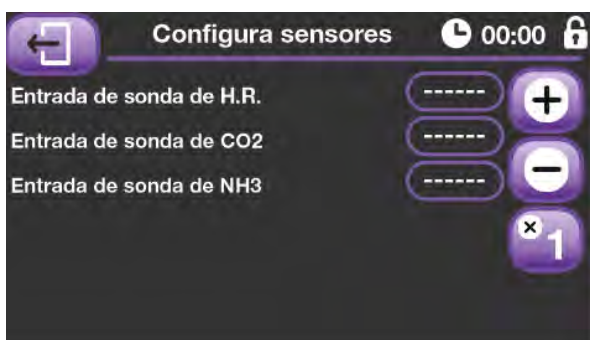 Configura sensores 00:00
Entrada de sonda de H.R. ------
Entrada de sonda de CO2 ------
Entrada de sonda de NH3 ------
+
−
×1